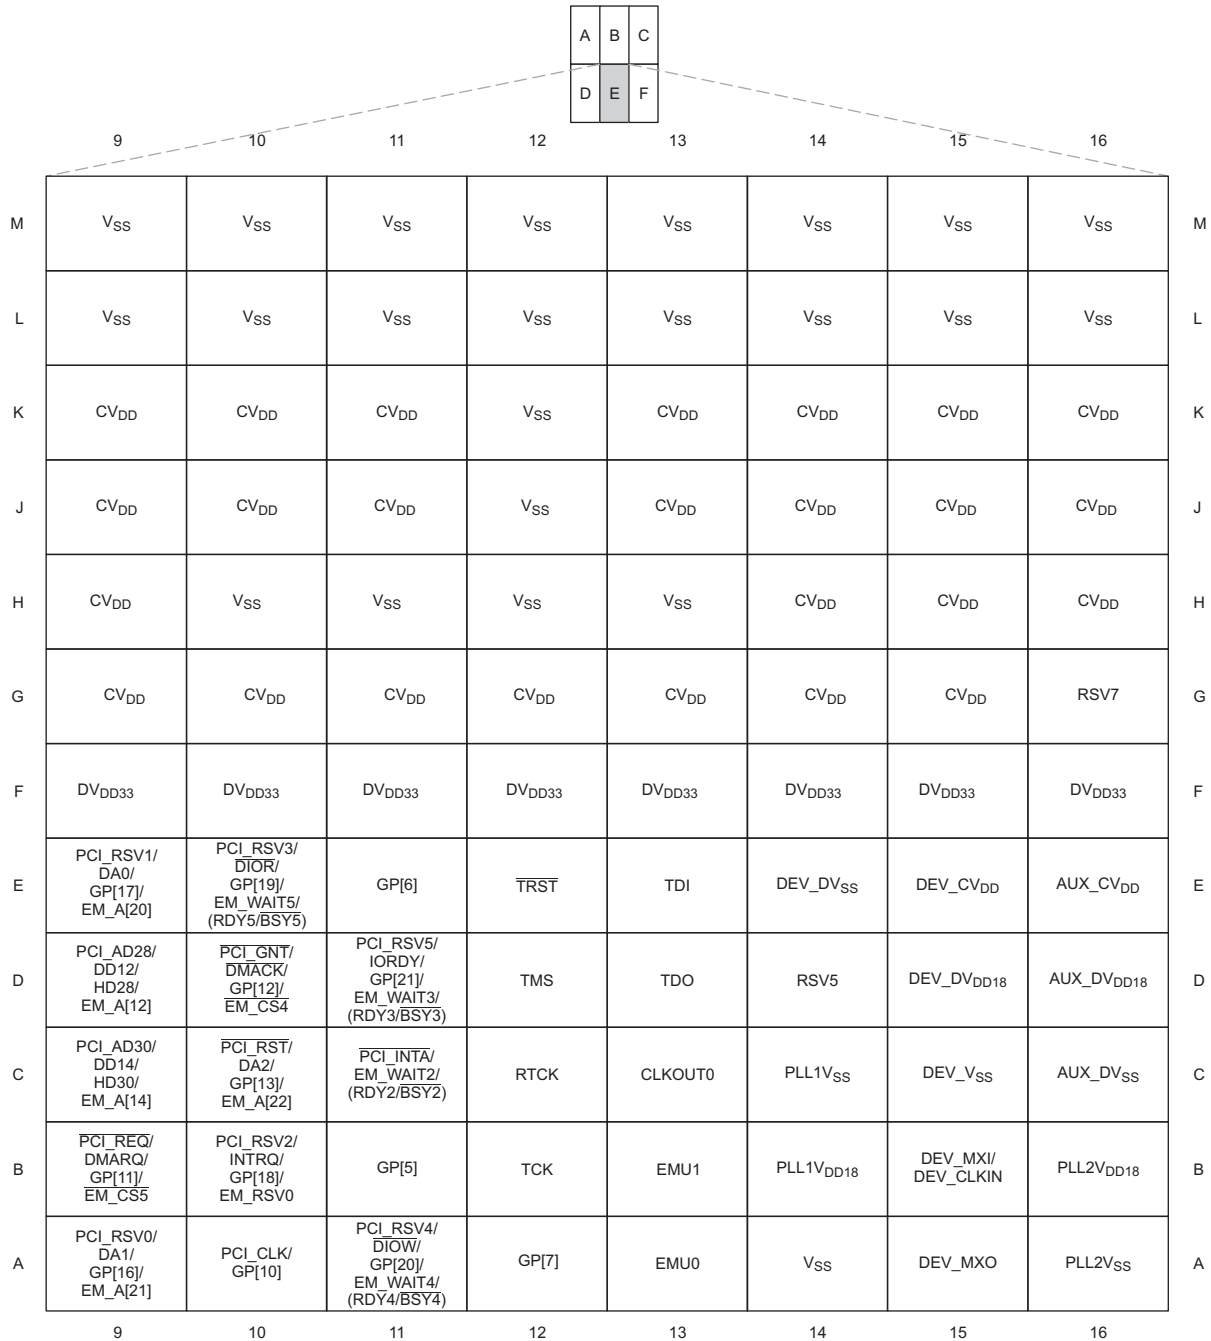 A B C
D E F
9 10 11 12 13 14 15 16
M VSS VSS VSS VSS VSS VSS VSS VSS M
L VSS VSS VSS VSS VSS VSS VSS VSS L
K CVDD CVDD CVDD VSS CVDD CVDD CVDD CVDD K
J CVDD CVDD CVDD VSS CVDD CVDD CVDD CVDD J
H CVDD VSS VSS VSS VSS CVDD CVDD CVDD H
G CVDD CVDD CVDD CVDD CVDD CVDD CVDD RSV7 G
F DVDD33 DVDD33 DVDD33 DVDD33 DVDD33 DVDD33 DVDD33 DVDD33 F
E
PCI_RSV1/
DA0/
GP[17]/
EM_A[20]
PCI_RSV3/
DIOR/
GP[19]/
EM_WAIT5/
(RDY5/BSY5)
GP[6]
TRST
TDI
DEV_DVSS
DEV_CVDD
AUX_CVDD
E
D
PCI_AD28/
DD12/
HD28/
EM_A[12]
PCI_GNT/
DMACK/
GP[12]/
EM_CS4
PCI_RSV5/
IORDY/
GP[21]/
EM_WAIT3/
(RDY3/BSY3)
TMS
TDO
RSV5
DEV_DVDD18
AUX_DVDD18
D
C
PCI_AD30/
DD14/
HD30/
EM_A[14]
PCI_RST/
DA2/
GP[13]/
EM_A[22]
PCI_INTA/
EM_WAIT2/
(RDY2/BSY2)
RTCK
CLKOUT0
PLL1VSS
DEV_VSS
AUX_DVSS
C
B
PCI_REQ/
DMARQ/
GP[11]/
EM_CS5
PCI_RSV2/
INTRQ/
GP[18]/
EM_RSV0
GP[5]
TCK
EMU1
PLL1VDD18
DEV_MXI/
DEV_CLKIN
PLL2VDD18
B
A
PCI_RSV0/
DA1/
GP[16]/
EM_A[21]
PCI_CLK/
GP[10]
PCI_RSV4/
DIOW/
GP[20]/
EM_WAIT4/
(RDY4/BSY4)
GP[7]
EMU0
VSS
DEV_MXO
PLL2VSS
A
9 10 11 12 13 14 15 16